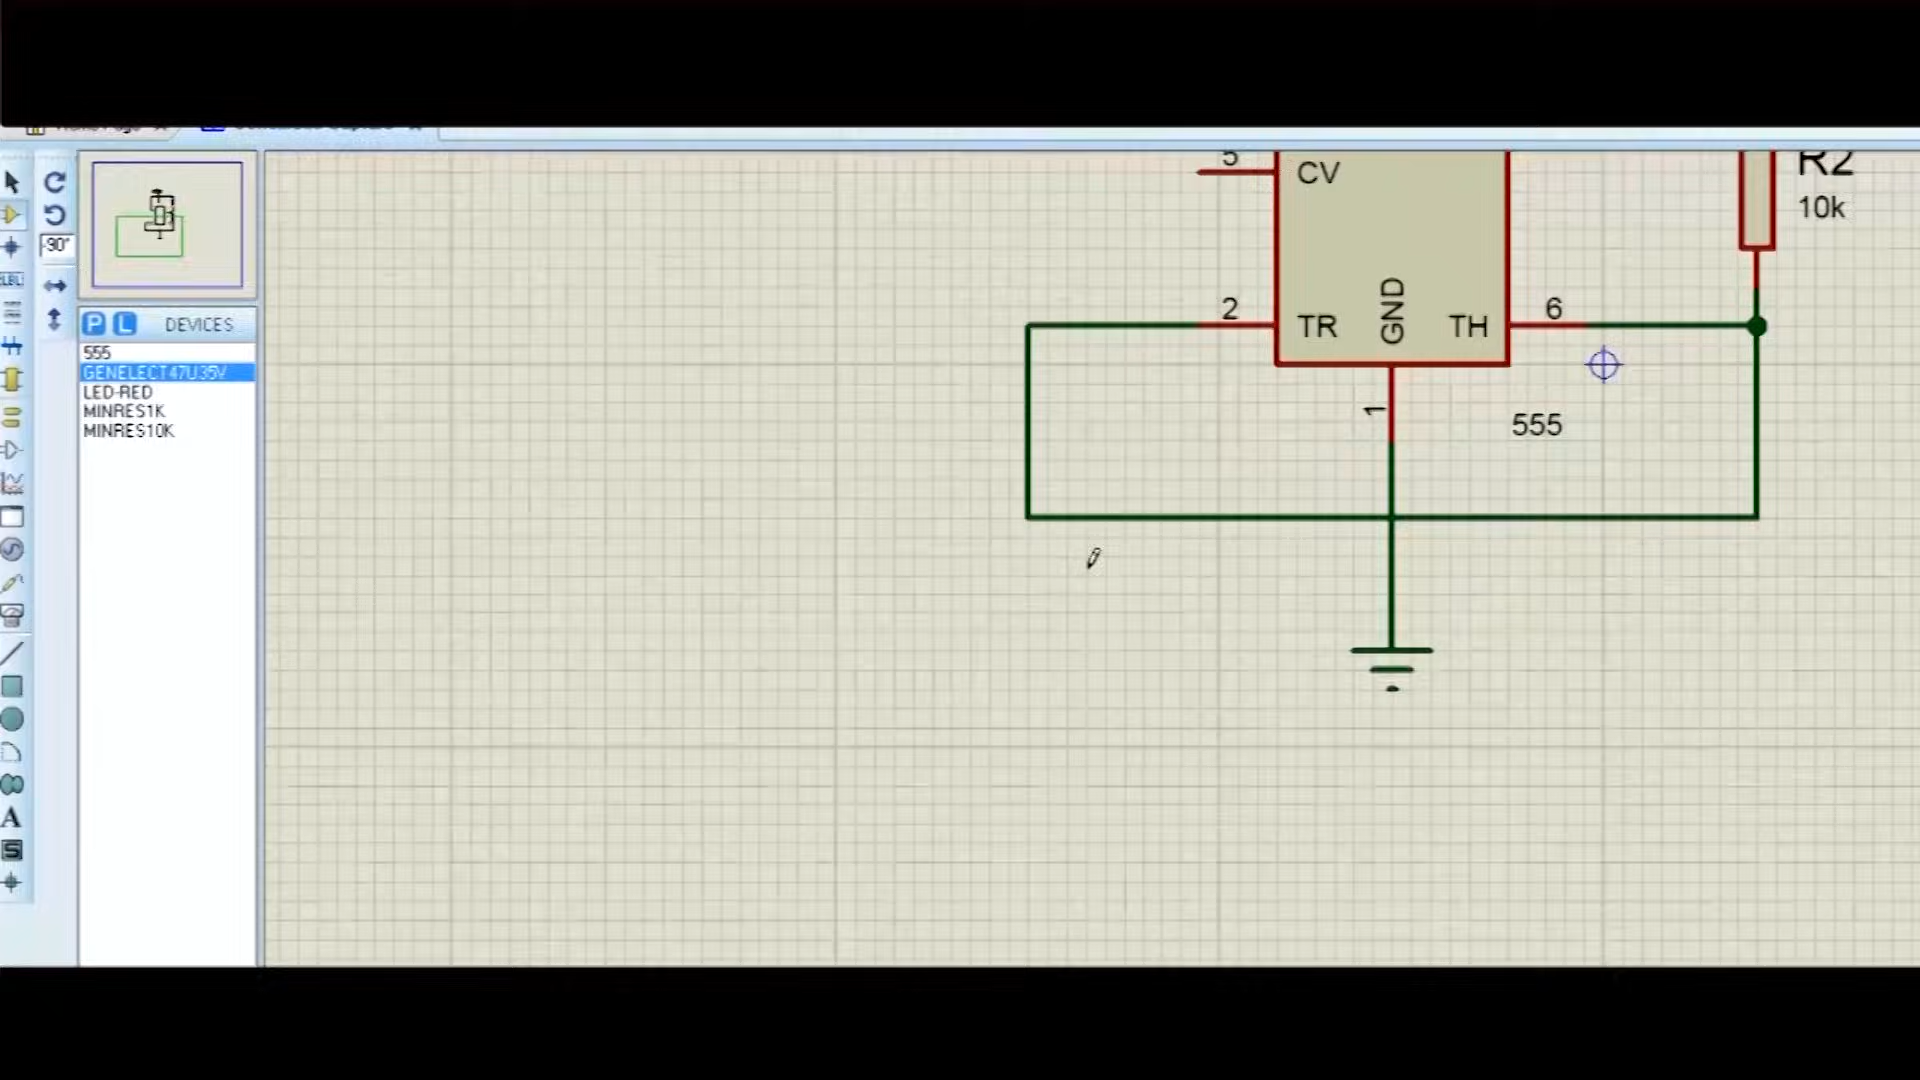 -90°
LBL
P L DEVICES
555
GENELECT47U35V
LED-RED
MINRES1K
MINRES10K
A
S
5
CV
R2
10k
2
TR
GND
TH
6
1
555